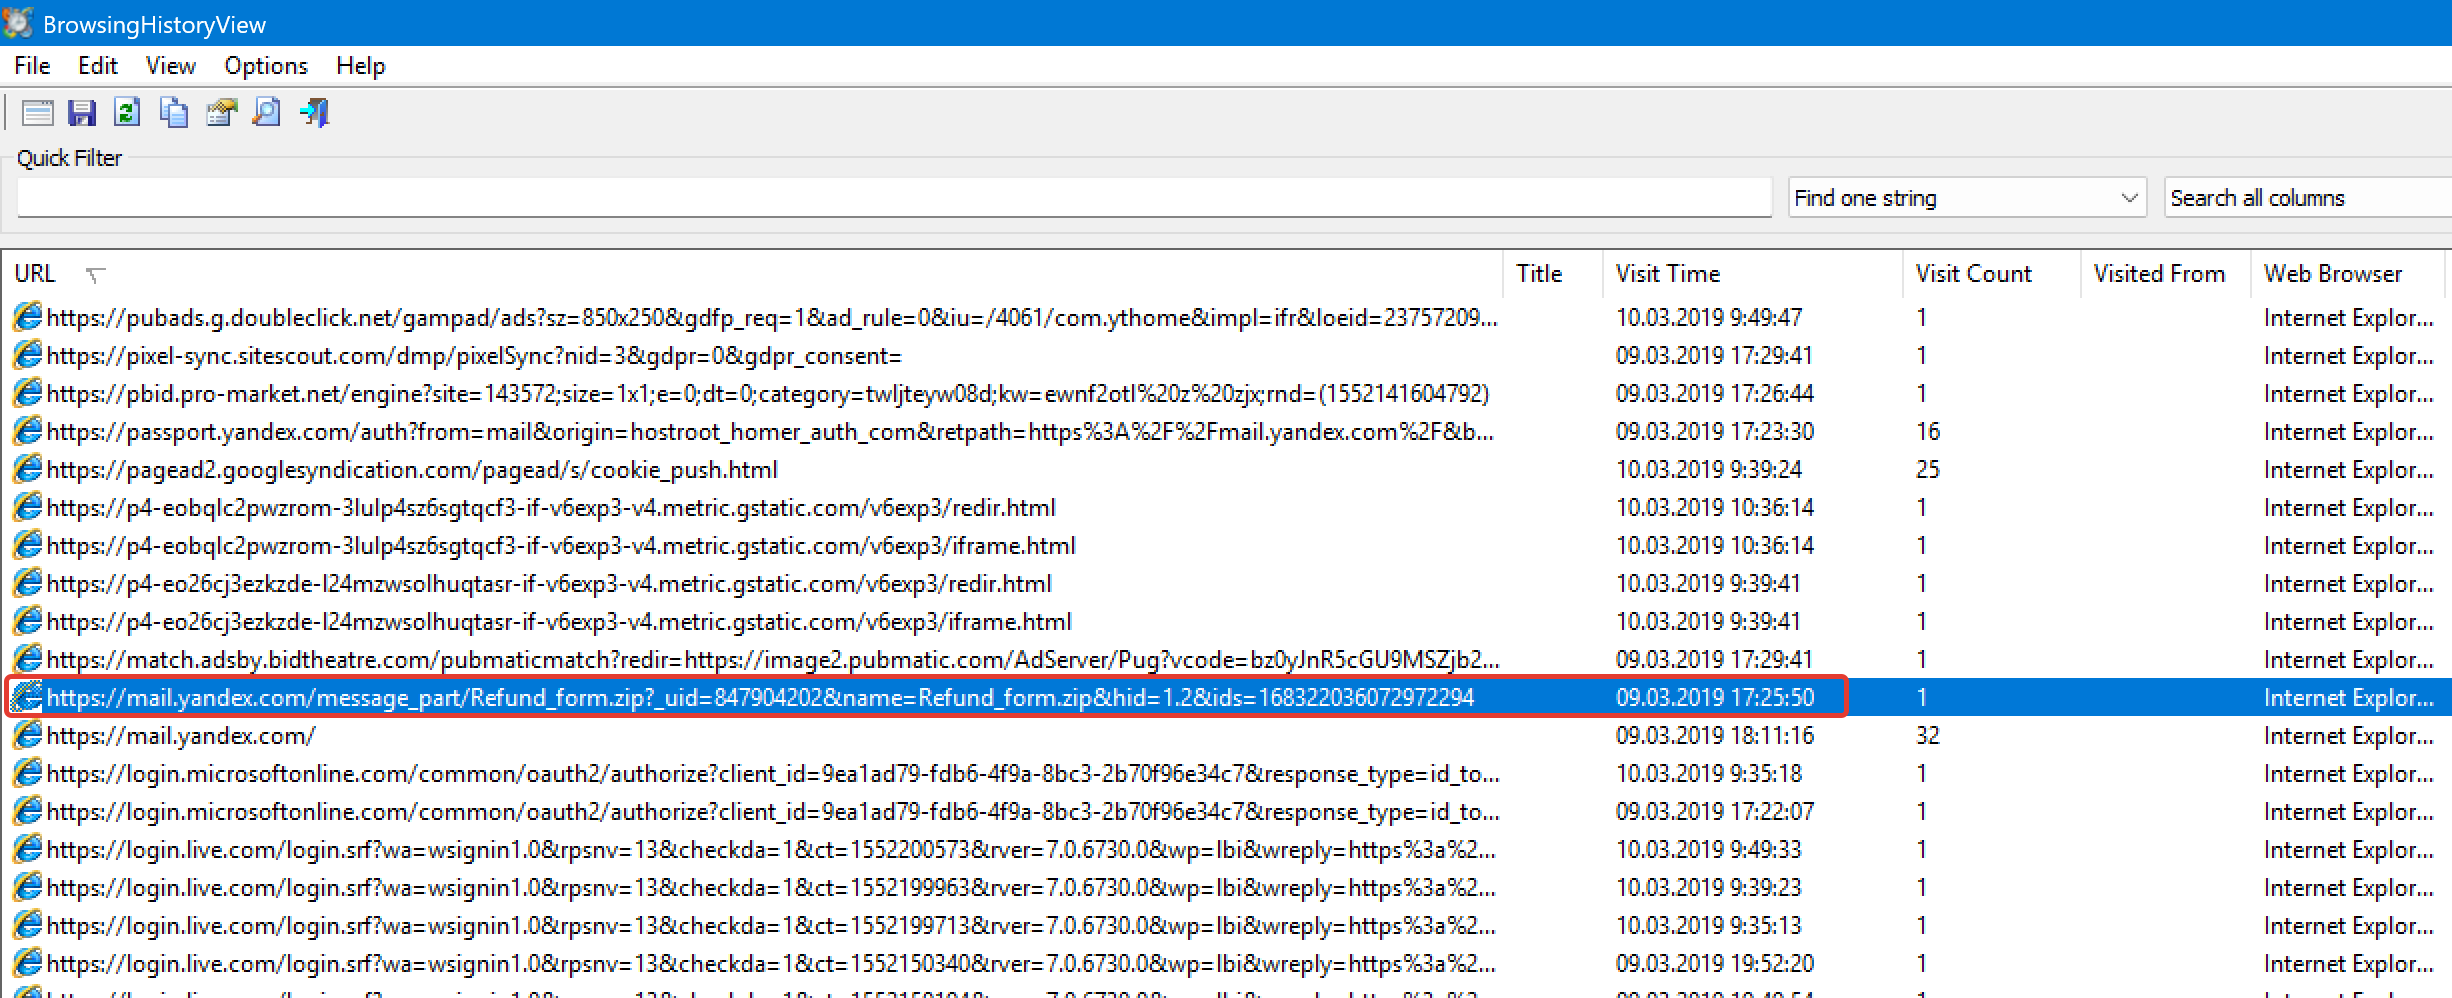 BrowsingHistoryView
File Edit View Options Help
Quick Filter
Find one string Search all columns
URL Title Visit Time Visit Count Visited From Web Browser
https://pubads.g.doubleclick.net/gampad/ads?sz=850x250&gdfp_req=1&ad_rule=0&iu=/4061/com.ythome&impl=ifr&loeid=23757209... 10.03.2019 9:49:47 1 Internet Explor...
https://pixel-sync.sitescout.com/dmp/pixelSync?nid=3&gdpr=0&gdpr_consent= 09.03.2019 17:29:41 1 Internet Explor...
https://pbid.pro-market.net/engine?site=143572;size=1x1;e=0;dt=0;category=twljteyw08d;kw=ewnf2otl%20z%20zjx;rnd=(1552141604792) 09.03.2019 17:26:44 1 Internet Explor...
https://passport.yandex.com/auth?from=mail&origin=hostroot_homer_auth_com&retpath=https%3A%2F%2Fmail.yandex.com%2F&b... 09.03.2019 17:23:30 16 Internet Explor...
https://pagead2.googlesyndication.com/pagead/s/cookie_push.html 10.03.2019 9:39:24 25 Internet Explor...
https://p4-eobqlc2pwzrom-3lulp4sz6sgtqcf3-if-v6exp3-v4.metric.gstatic.com/v6exp3/redir.html 10.03.2019 10:36:14 1 Internet Explor...
https://p4-eobqlc2pwzrom-3lulp4sz6sgtqcf3-if-v6exp3-v4.metric.gstatic.com/v6exp3/iframe.html 10.03.2019 10:36:14 1 Internet Explor...
https://p4-eo26cj3ezkzde-l24mzwsolhuqtasr-if-v6exp3-v4.metric.gstatic.com/v6exp3/redir.html 10.03.2019 9:39:41 1 Internet Explor...
https://p4-eo26cj3ezkzde-l24mzwsolhuqtasr-if-v6exp3-v4.metric.gstatic.com/v6exp3/iframe.html 10.03.2019 9:39:41 1 Internet Explor...
https://match.adsby.bidtheatre.com/pubmaticmatch?redir=https://image2.pubmatic.com/AdServer/Pug?vcode=bz0yJnR5cGU9MSZjb2... 09.03.2019 17:29:41 1 Internet Explor...
https://mail.yandex.com/message_part/Refund_form.zip?_uid=847904202&name=Refund_form.zip&hid=1.2&ids=168322036072972294 09.03.2019 17:25:50 1 Internet Explor...
https://mail.yandex.com/ 09.03.2019 18:11:16 32 Internet Explor...
https://login.microsoftonline.com/common/oauth2/authorize?client_id=9ea1ad79-fdb6-4f9a-8bc3-2b70f96e34c7&response_type=id_to... 10.03.2019 9:35:18 1 Internet Explor...
https://login.microsoftonline.com/common/oauth2/authorize?client_id=9ea1ad79-fdb6-4f9a-8bc3-2b70f96e34c7&response_type=id_to... 09.03.2019 17:22:07 1 Internet Explor...
https://login.live.com/login.srf?wa=wsignin1.0&rpsnv=13&checkda=1&ct=1552200573&rver=7.0.6730.0&wp=lbi&wreply=https%3a%2... 10.03.2019 9:49:33 1 Internet Explor...
https://login.live.com/login.srf?wa=wsignin1.0&rpsnv=13&checkda=1&ct=1552199963&rver=7.0.6730.0&wp=lbi&wreply=https%3a%2... 10.03.2019 9:39:23 1 Internet Explor...
https://login.live.com/login.srf?wa=wsignin1.0&rpsnv=13&checkda=1&ct=1552199713&rver=7.0.6730.0&wp=lbi&wreply=https%3a%2... 10.03.2019 9:35:13 1 Internet Explor...
https://login.live.com/login.srf?wa=wsignin1.0&rpsnv=13&checkda=1&ct=1552150340&rver=7.0.6730.0&wp=lbi&wreply=https%3a%2... 09.03.2019 19:52:20 1 Internet Explor...